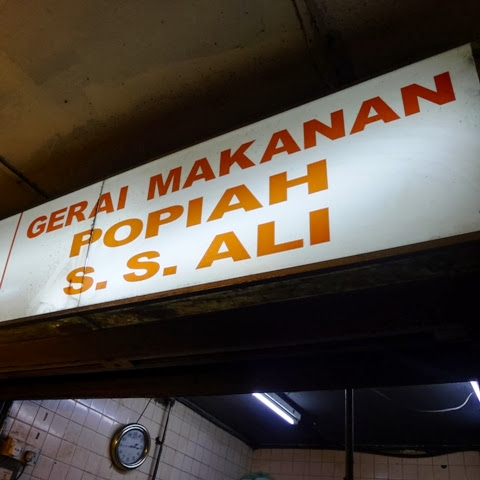 GERAI MAKANAN
POPIAH
S. S. ALI